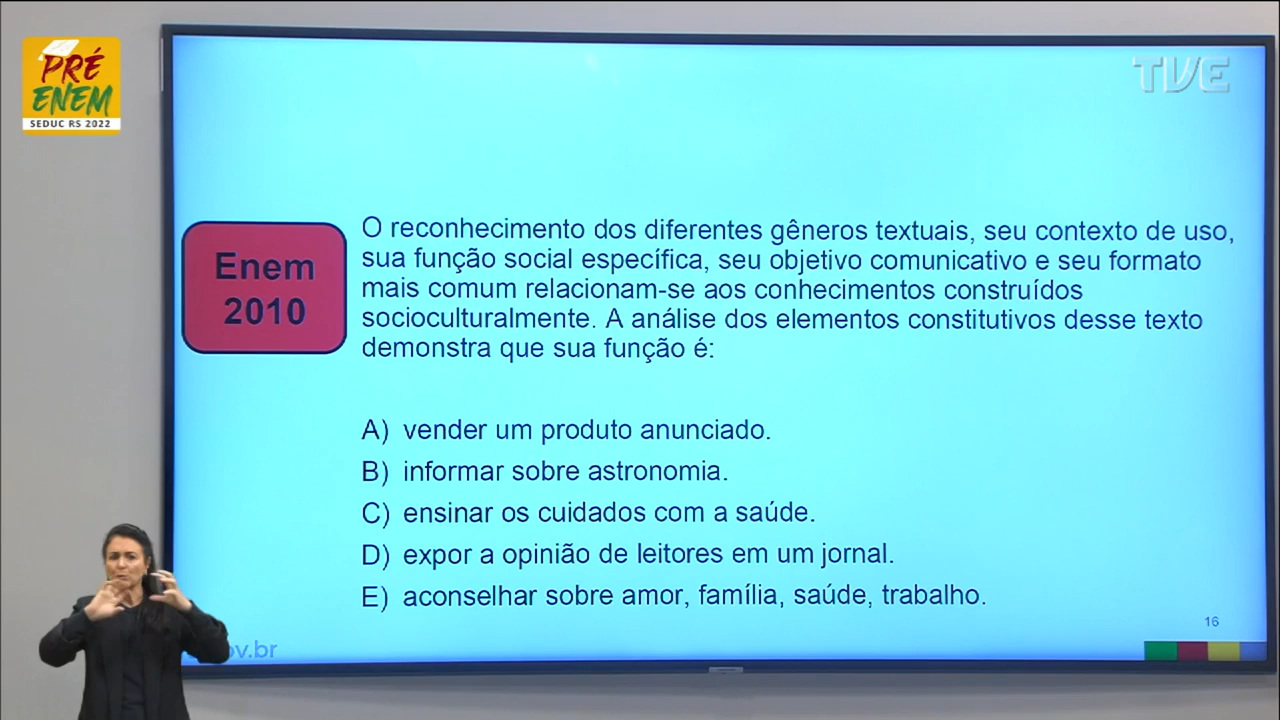 PRÉ
ENEM
SEDUC RS 2022
TVE
Enem
2010
O reconhecimento dos diferentes gêneros textuais, seu contexto de uso,
sua função social específica, seu objetivo comunicativo e seu formato
mais comum relacionam-se aos conhecimentos construídos
socioculturalmente. A análise dos elementos constitutivos desse texto
demonstra que sua função é:
A) vender um produto anunciado.
B) informar sobre astronomia.
C) ensinar os cuidados com a saúde.
D) expor a opinião de leitores em um jornal.
E) aconselhar sobre amor, família, saúde, trabalho.
16
ov.br